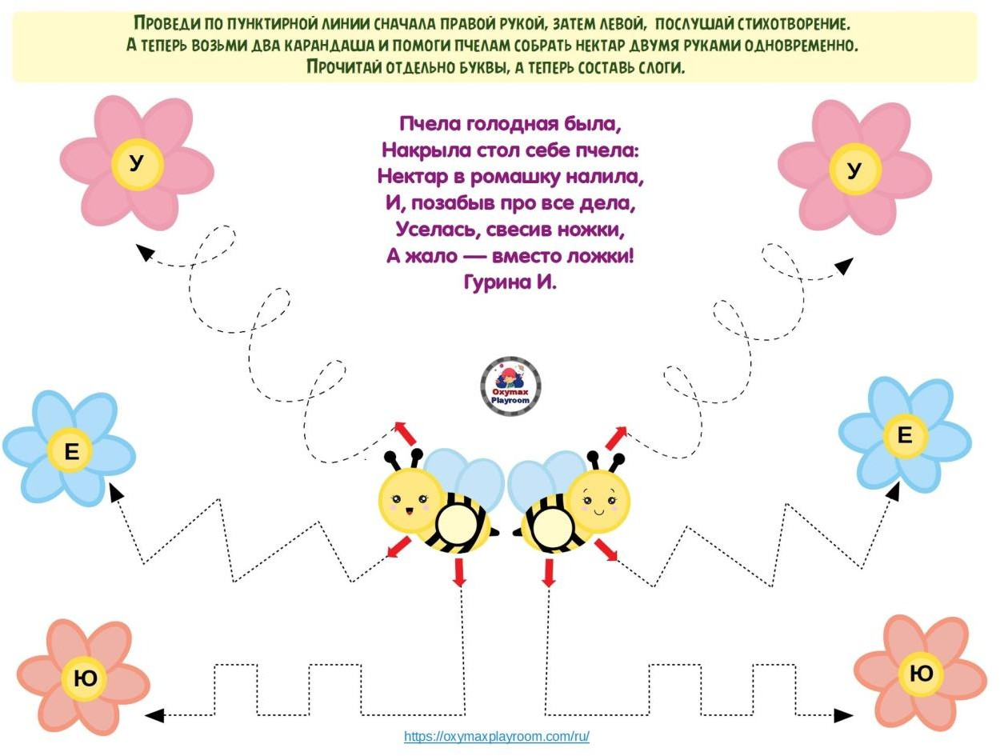 Проведи по пунктирной линии сначала правой рукой, затем левой, послушай стихотворение.
А теперь возьми два карандаша и помоги пчелам собрать нектар двумя руками одновременно.
Прочитай отдельно буквы, а теперь составь слоги.
У
У
Пчела голодная была,
Накрыла стол себе пчела:
Нектар в ромашку налила,
И, позабыв про все дела,
Уселась, свесив ножки,
А жало — вместо ложки!
Гурина И.
Oxymax
Playroom
Е
Е
Ю
Ю
https://oxymaxplayroom.com/ru/